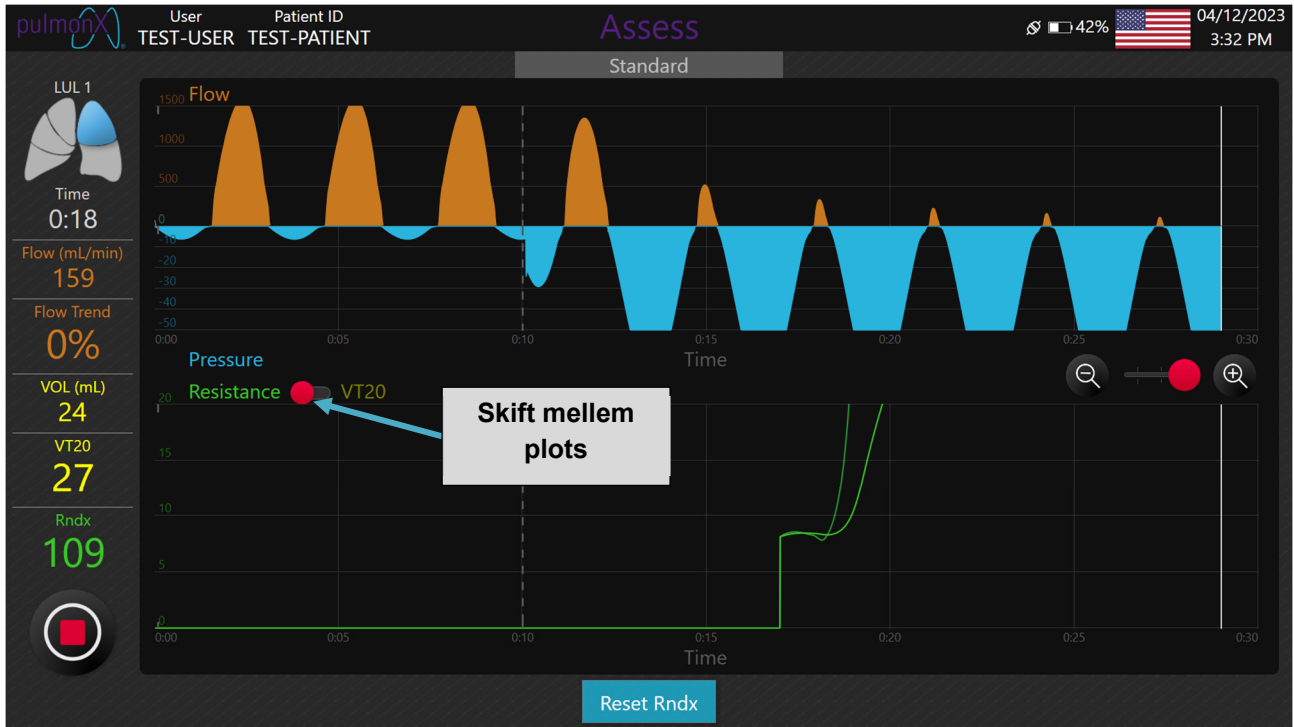 pulmonX
User
TEST-USER
Patient ID
TEST-PATIENT
Assess
42%
04/12/2023
3:32 PM
Standard
LUL 1
Time
0:18
Flow (mL/min)
159
Flow Trend
0%
VOL (mL)
24
VT20
27
Rndx
109
Flow
1500
1000
500
0
-10
-20
-30
-40
-50
0:00 0:05 0:10 0:15 0:20 0:25 0:30
Time
Pressure
Resistance VT20
Skift mellem
plots
20
15
10
5
0
0:00 0:05 0:10 0:15 0:20 0:25 0:30
Time
Reset Rndx